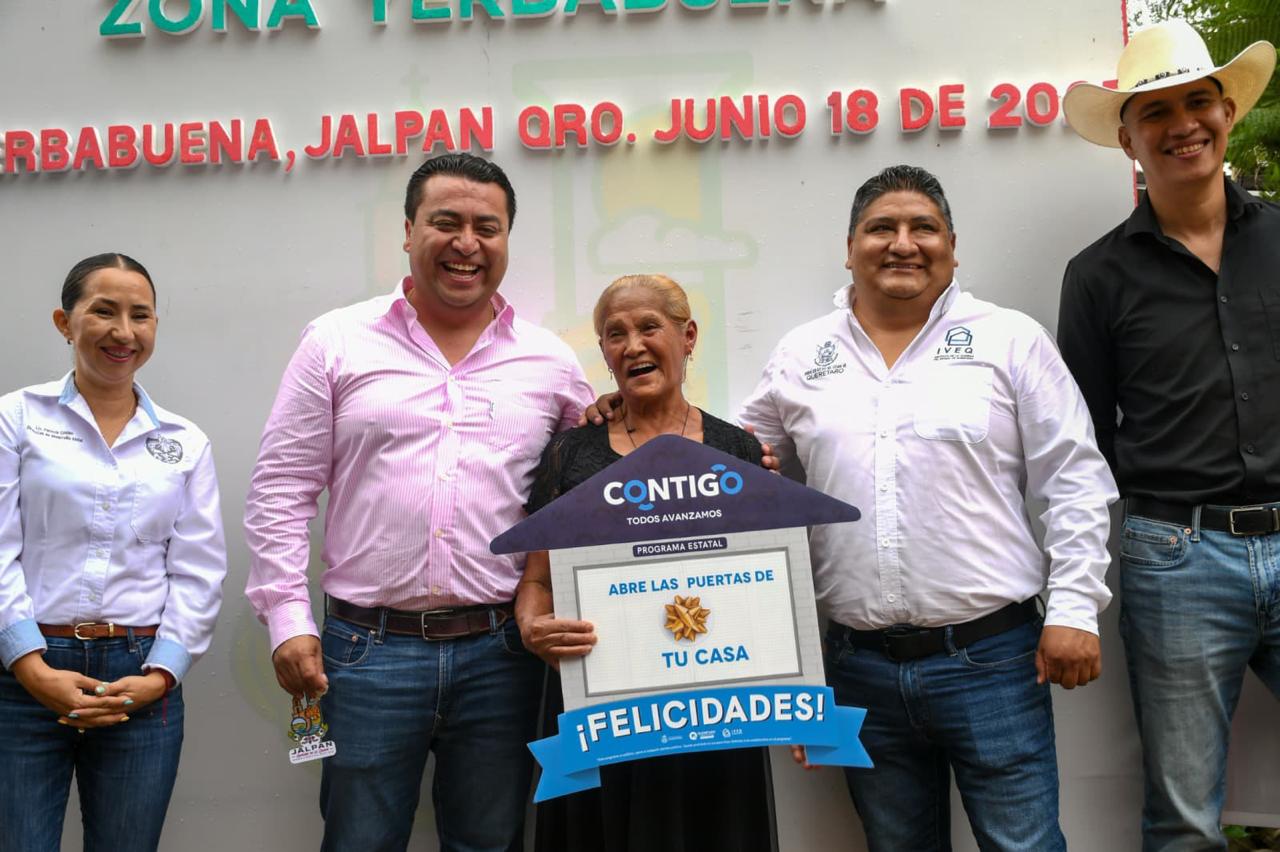 ZONA YERBABUENA
ERBABUENA, JALPAN QRO. JUNIO 18 DE
CONTIGO
TODOS AVANZAMOS
PROGRAMA ESTATAL
ABRE LAS PUERTAS DE
TU CASA
¡FELICIDADES!
QUERÉTARO
IVEQ
JALPAN